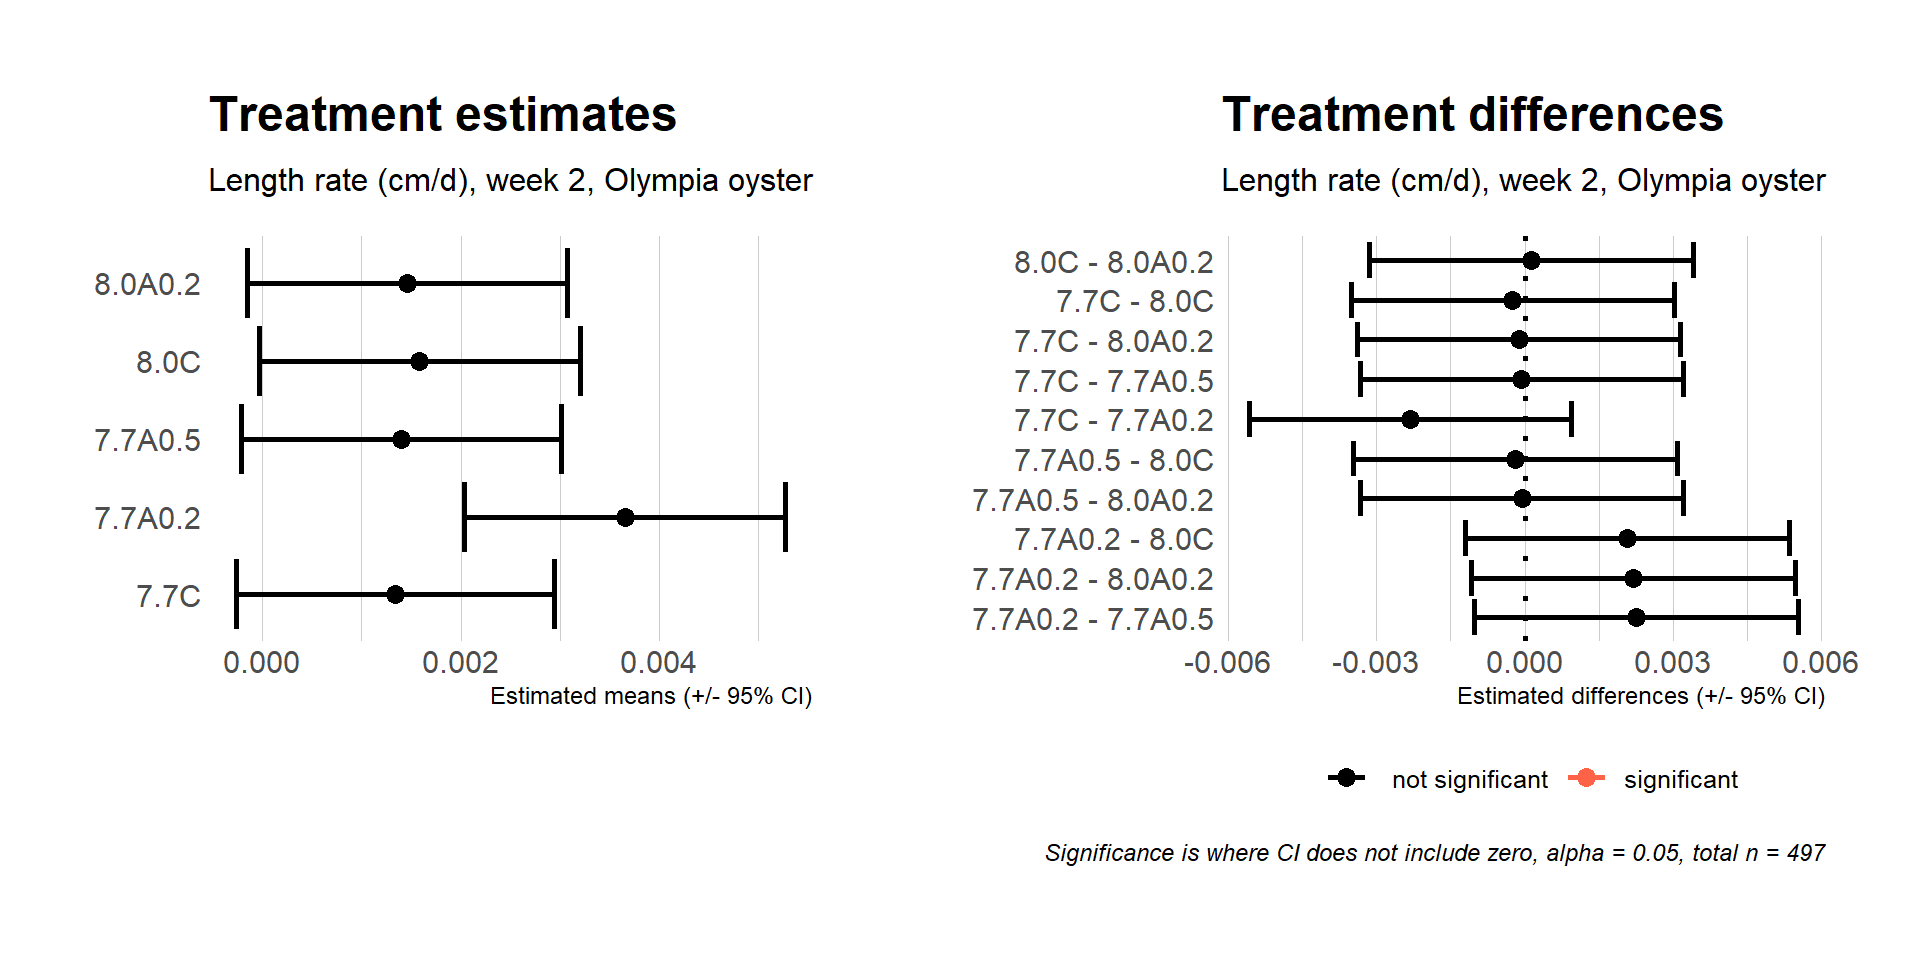 Treatment estimates
Length rate (cm/d), week 2, Olympia oyster
8.0A0.2
8.0C
7.7A0.5
7.7A0.2
7.7C
0.000 0.002 0.004
Estimated means (+/- 95% CI)
Treatment differences
Length rate (cm/d), week 2, Olympia oyster
8.0C - 8.0A0.2
7.7C - 8.0C
7.7C - 8.0A0.2
7.7C - 7.7A0.5
7.7C - 7.7A0.2
7.7A0.5 - 8.0C
7.7A0.5 - 8.0A0.2
7.7A0.2 - 8.0C
7.7A0.2 - 8.0A0.2
7.7A0.2 - 7.7A0.5
-0.006 -0.003 0.000 0.003 0.006
Estimated differences (+/- 95% CI)
not significant significant
Significance is where CI does not include zero, alpha = 0.05, total n = 497